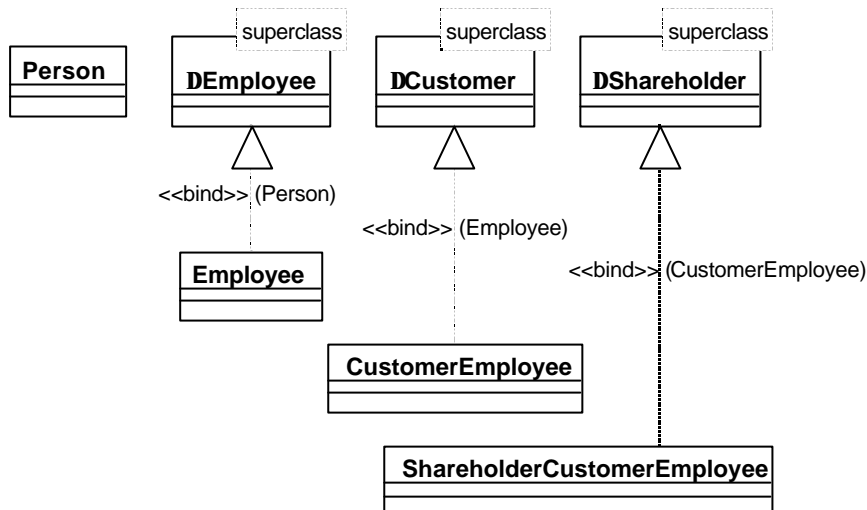 superclass
superclass
superclass
Person
DEmployee
DCustomer
DShareholder
<<bind>> (Person)
<<bind>> (Employee)
<<bind>> (CustomerEmployee)
Employee
CustomerEmployee
ShareholderCustomerEmployee